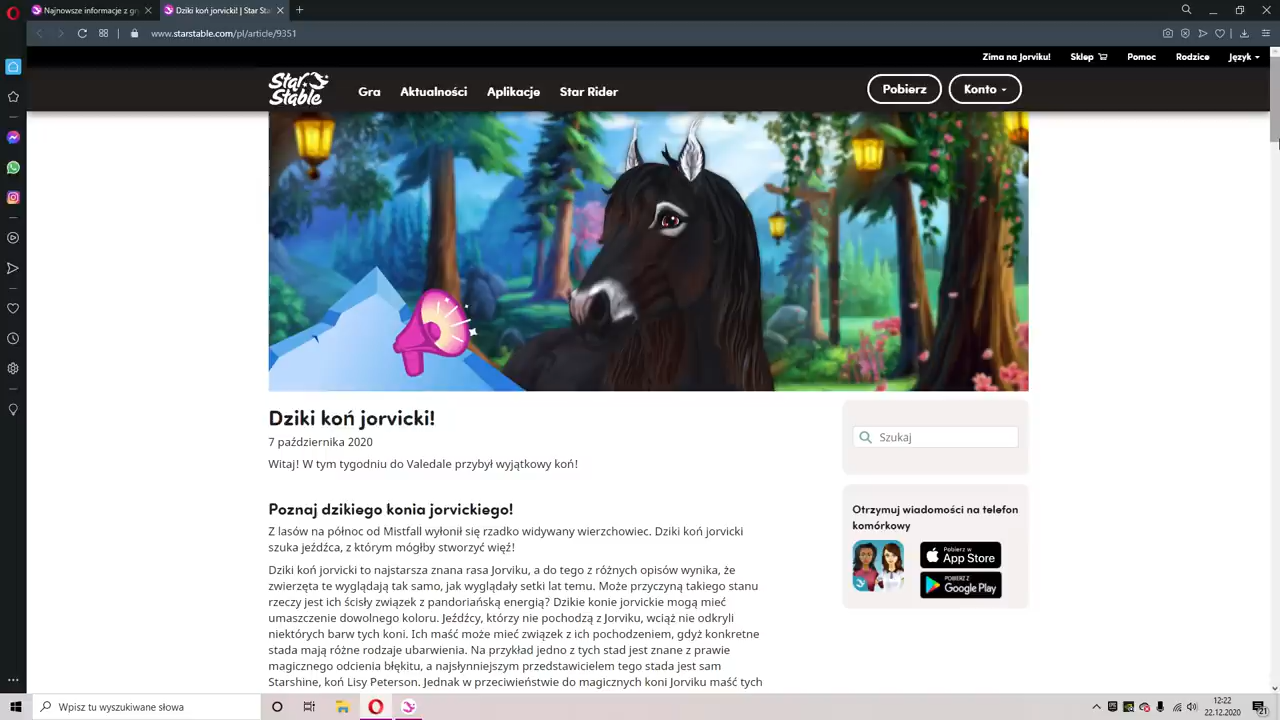 Najnowsze informacje z gr
Dziki koń jorvicki! | Star Sta
www.starstable.com/pl/article/9351
Zima na Jorviku!
Sklep
Pomoc
Rodzice
Język
Star Stable
Gra
Aktualności
Aplikacje
Star Rider
Pobierz
Konto
Dziki koń jorvicki!
7 października 2020
Witaj! W tym tygodniu do Valedale przybył wyjątkowy koń!
Poznaj dzikiego konia jorvickiego!
Z lasów na północ od Mistfall wyłonił się rzadko widywany wierzchowiec. Dziki koń jorvicki
szuka jeźdźca, z którym mógłby stworzyć więź!
Dziki koń jorvicki to najstarsza znana rasa Jorviku, a do tego z różnych opisów wynika, że
zwierzęta te wyglądają tak samo, jak wyglądały setki lat temu. Może przyczyną takiego stanu
rzeczy jest ich ścisły związek z pandoriańską energią? Dzikie konie jorvickie mogą mieć
umaszczenie dowolnego koloru. Jeźdźcy, którzy nie pochodzą z Jorviku, wciąż nie odkryli
niektórych barw tych koni. Ich maść może mieć związek z ich pochodzeniem, gdyż konkretne
stada mają różne rodzaje ubarwienia. Na przykład jedno z tych stad jest znane z prawie
magicznego odcienia błękitu, a najsłynniejszym przedstawicielem tego stada jest sam
Starshine, koń Lisy Peterson. Jednak w przeciwieństwie do magicznych koni Jorviku maść tych
Szukaj
Otrzymuj wiadomości na telefon
komórkowy
Pobierz w
App Store
POBIERZ Z
Google Play
Wpisz tu wyszukiwane słowa
12:22
22.12.2020
21